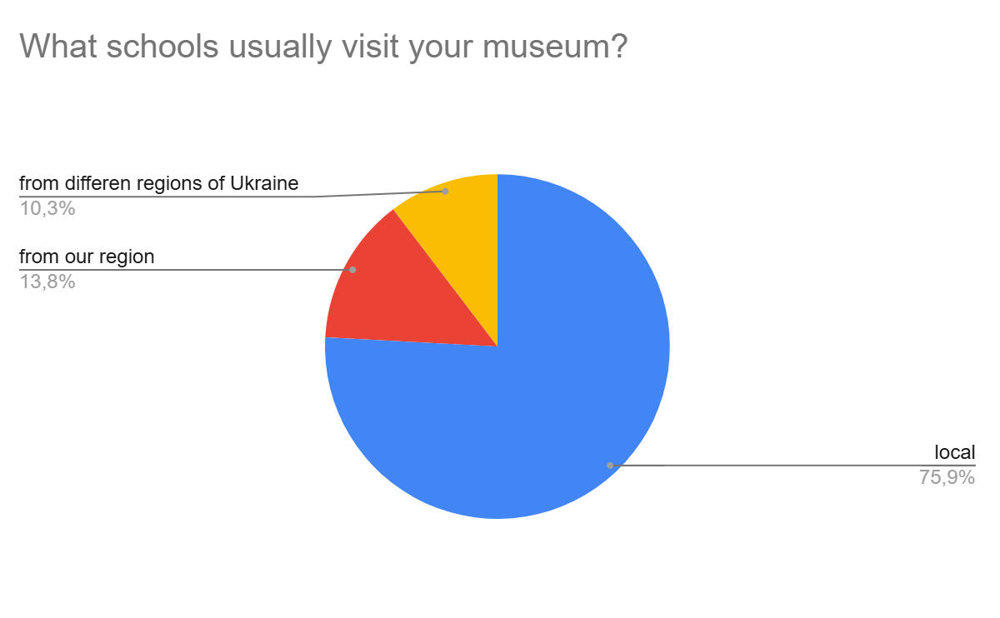 What schools usually visit your museum?
from differen regions of Ukraine
10,3%
from our region
13,8%
local
75,9%